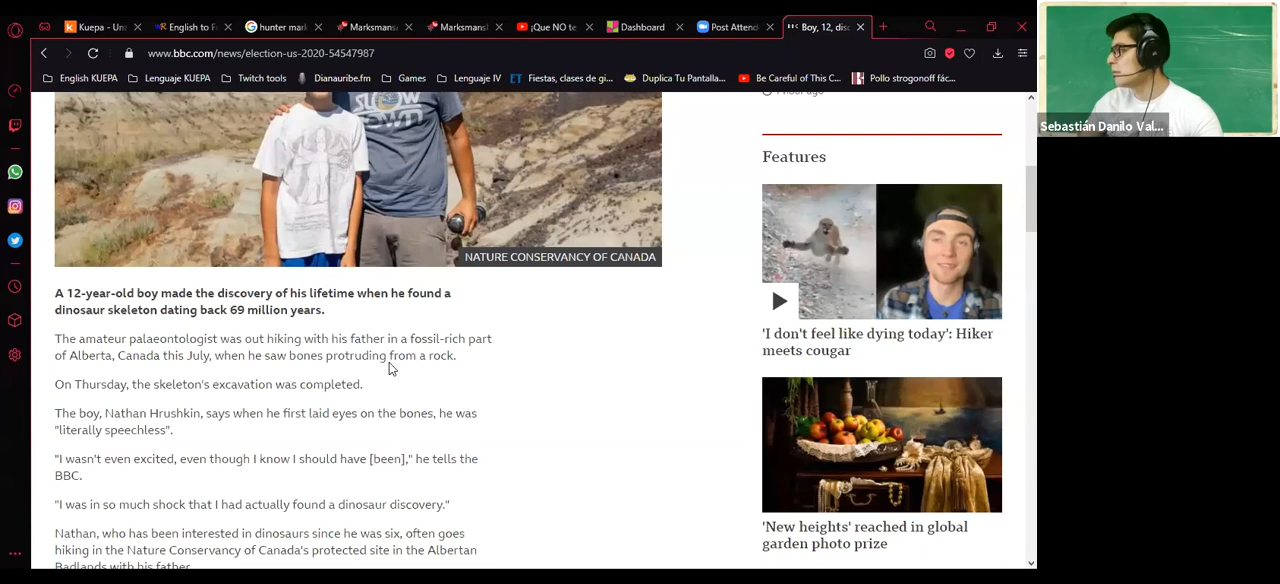 Kuepa - Un
English to F
hunter mar
Marksman
Marksmans
¡Que NO te
Dashboard
Post Attend
Boy, 12, disc
www.bbc.com/news/election-us-2020-54547987
English KUEPA
Lenguaje KUEPA
Twitch tools
Dianauribe.fm
Games
Lenguaje IV
ET Fiestas, clases de gi...
Duplica Tu Pantalla...
Be Careful of This C...
Pollo strogonoff fác...
Sebastián Danilo Val...
SLOW
DOWN
NATURE CONSERVANCY OF CANADA
A 12-year-old boy made the discovery of his lifetime when he found a
dinosaur skeleton dating back 69 million years.
The amateur palaeontologist was out hiking with his father in a fossil-rich part
of Alberta, Canada this July, when he saw bones protruding from a rock.
On Thursday, the skeleton's excavation was completed.
The boy, Nathan Hrushkin, says when he first laid eyes on the bones, he was
"literally speechless".
"I wasn't even excited, even though I know I should have [been]," he tells the
BBC.
"I was in so much shock that I had actually found a dinosaur discovery."
Nathan, who has been interested in dinosaurs since he was six, often goes
hiking in the Nature Conservancy of Canada's protected site in the Albertan
Badlands with his father.
Features
'I don't feel like dying today': Hiker
meets cougar
'New heights' reached in global
garden photo prize